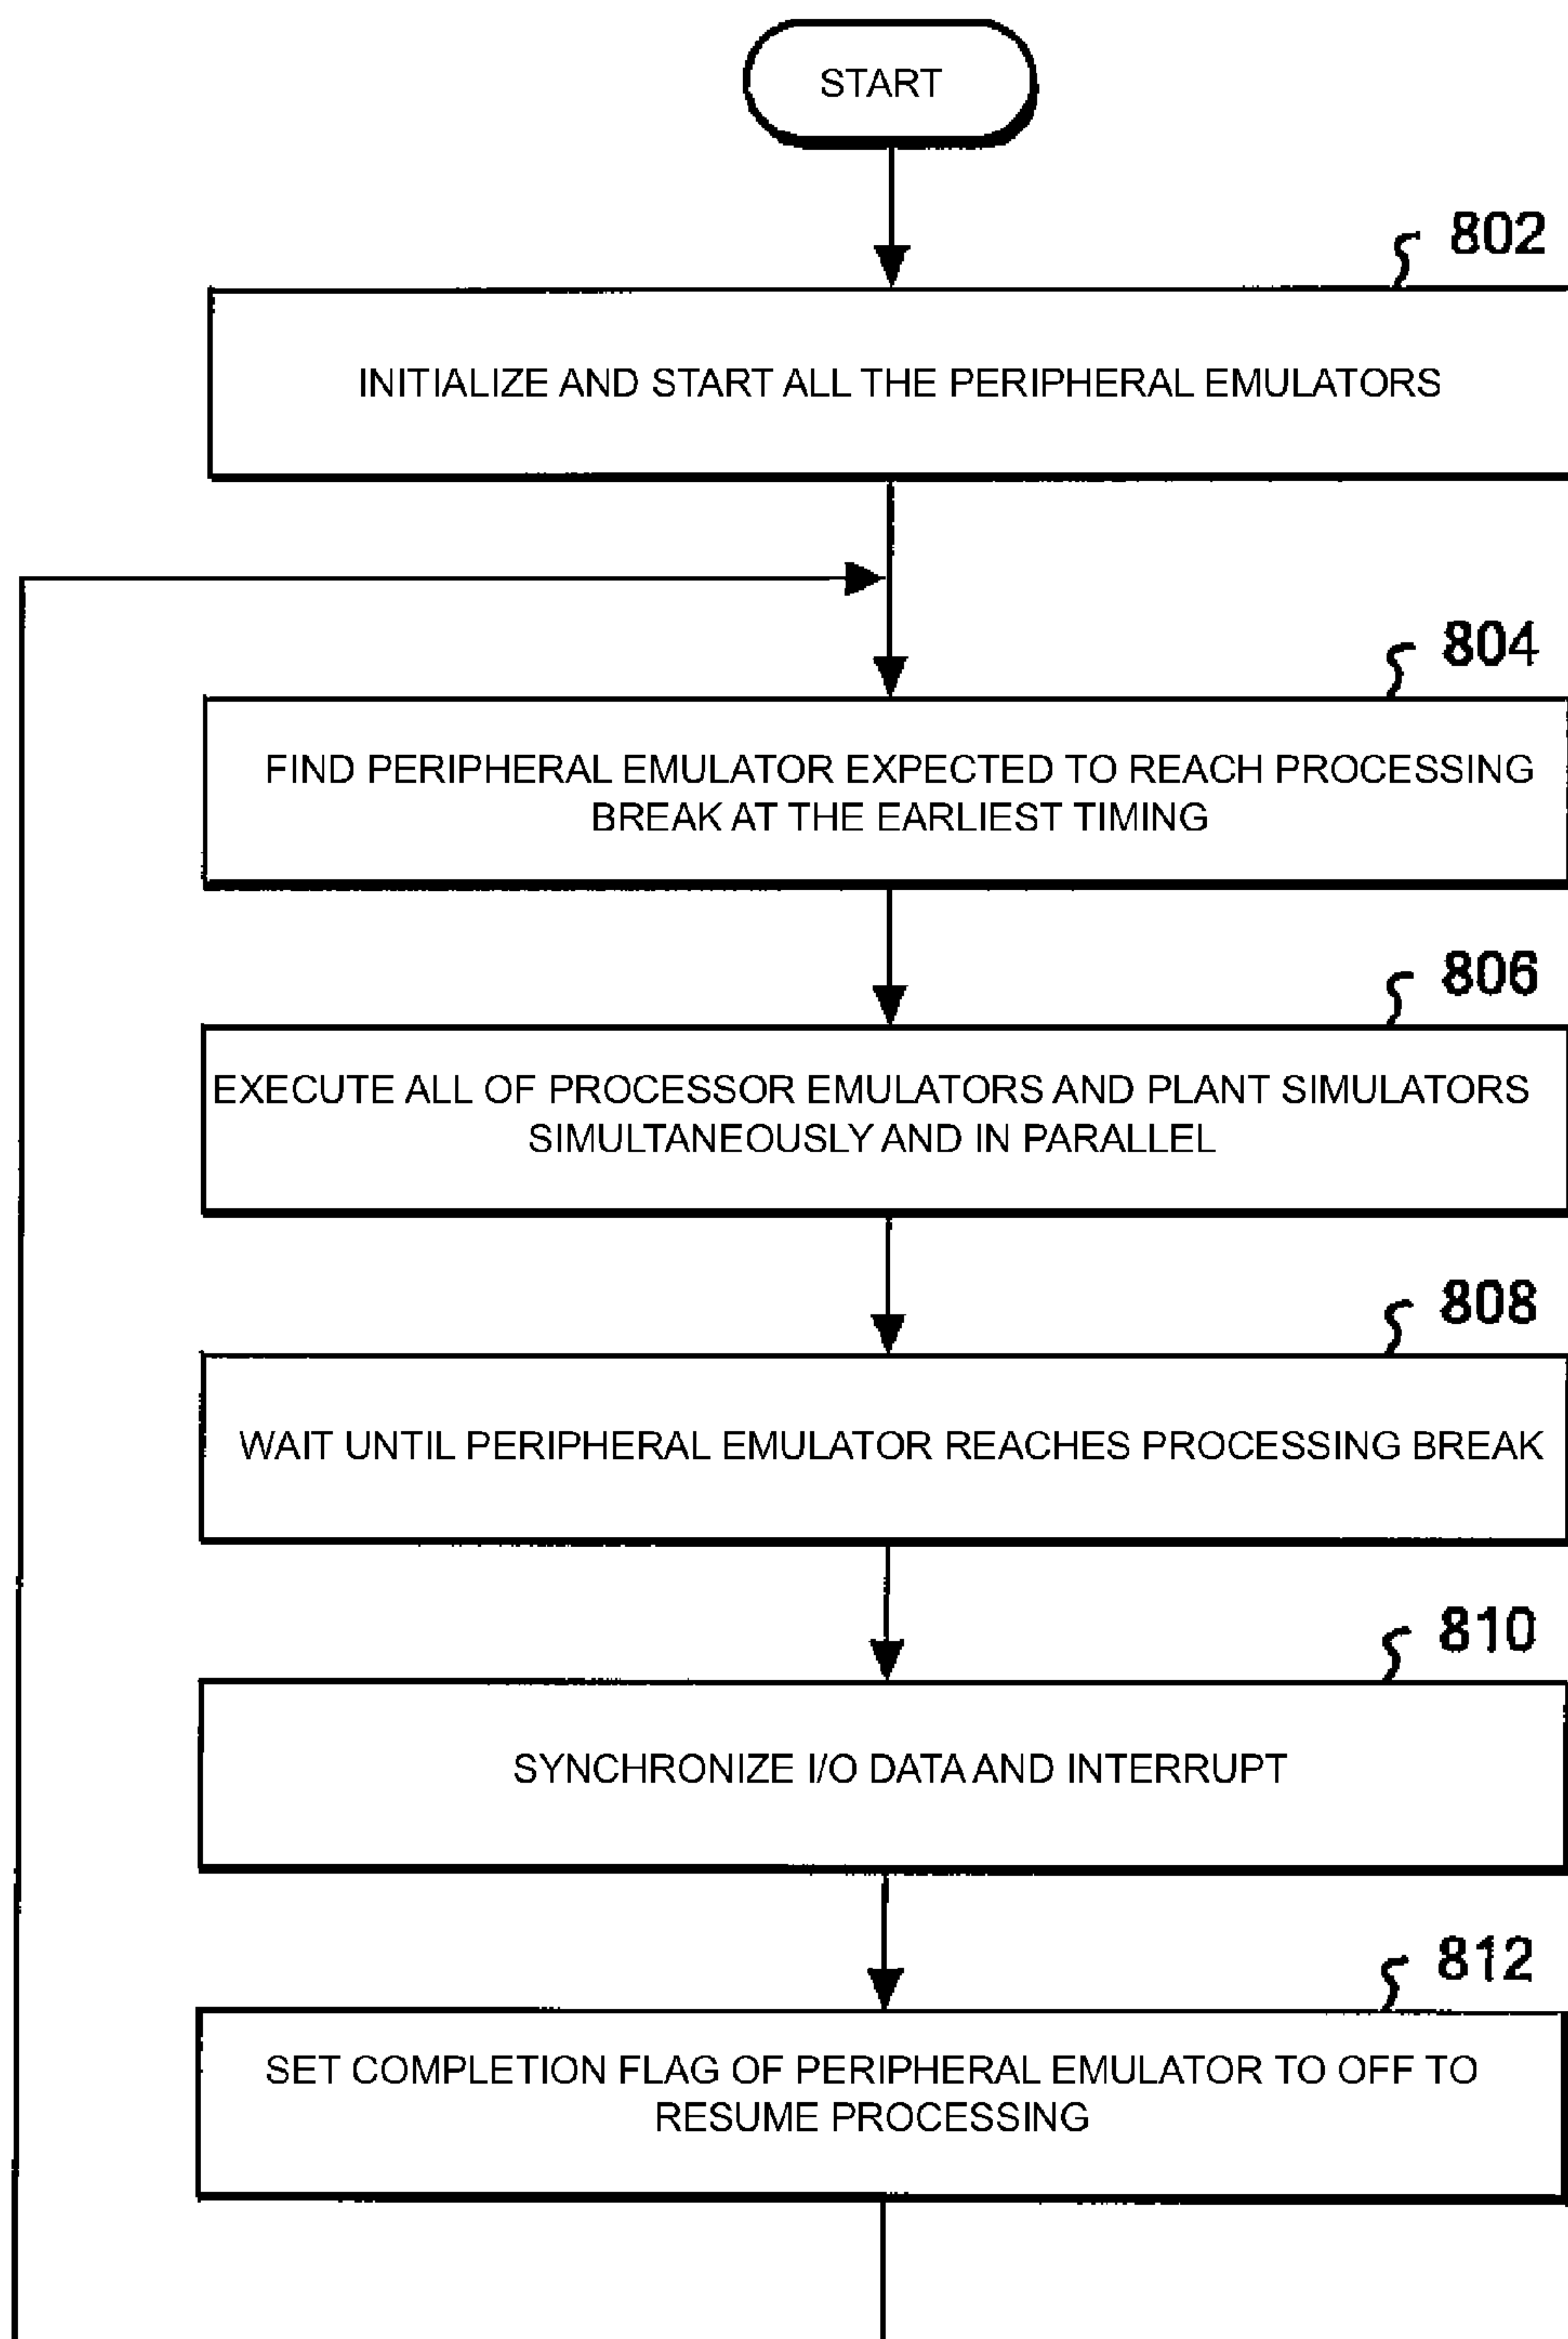 START
802
INITIALIZE AND START ALL THE PERIPHERAL EMULATORS
804
FIND PERIPHERAL EMULATOR EXPECTED TO REACH PROCESSING
BREAK AT THE EARLIEST TIMING
806
EXECUTE ALL OF PROCESSOR EMULATORS AND PLANT SIMULATORS
SIMULTANEOUSLY AND IN PARALLEL
808
WAIT UNTIL PERIPHERAL EMULATOR REACHES PROCESSING BREAK
810
SYNCHRONIZE I/O DATA AND INTERRUPT
812
SET COMPLETION FLAG OF PERIPHERAL EMULATOR TO OFF TO
RESUME PROCESSING